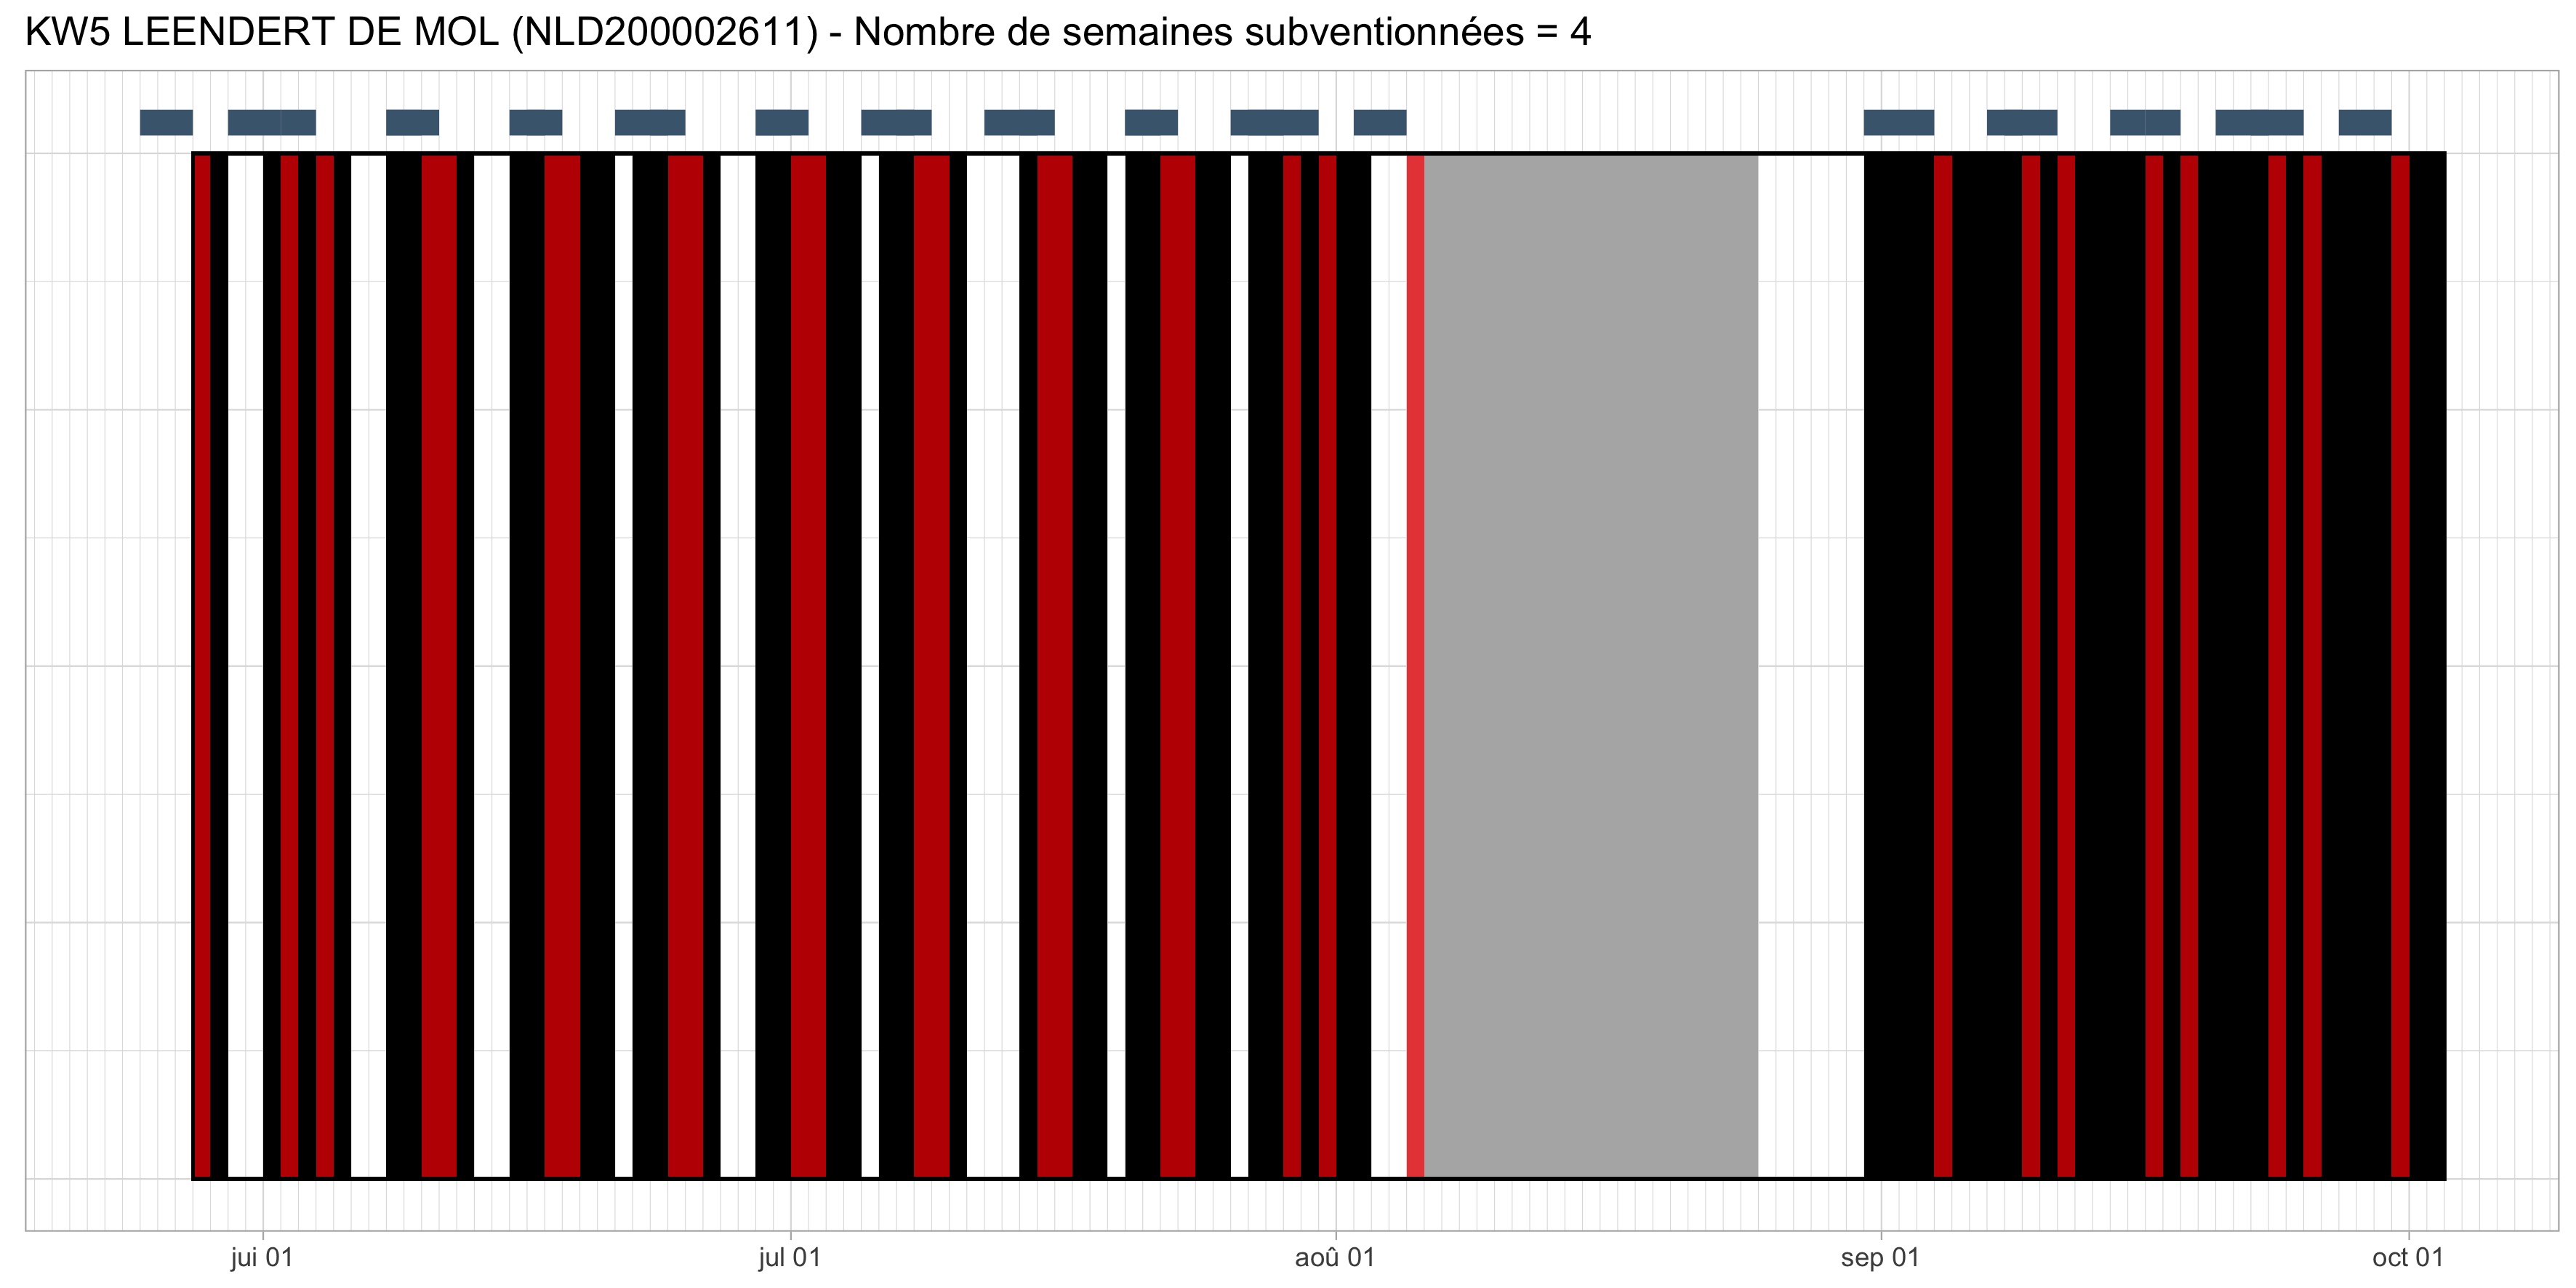 KW5 LEENDERT DE MOL (NLD200002611) - Nombre de semaines subventionnées = 4
jui 01
jul 01
aoû 01
sep 01
oct 01